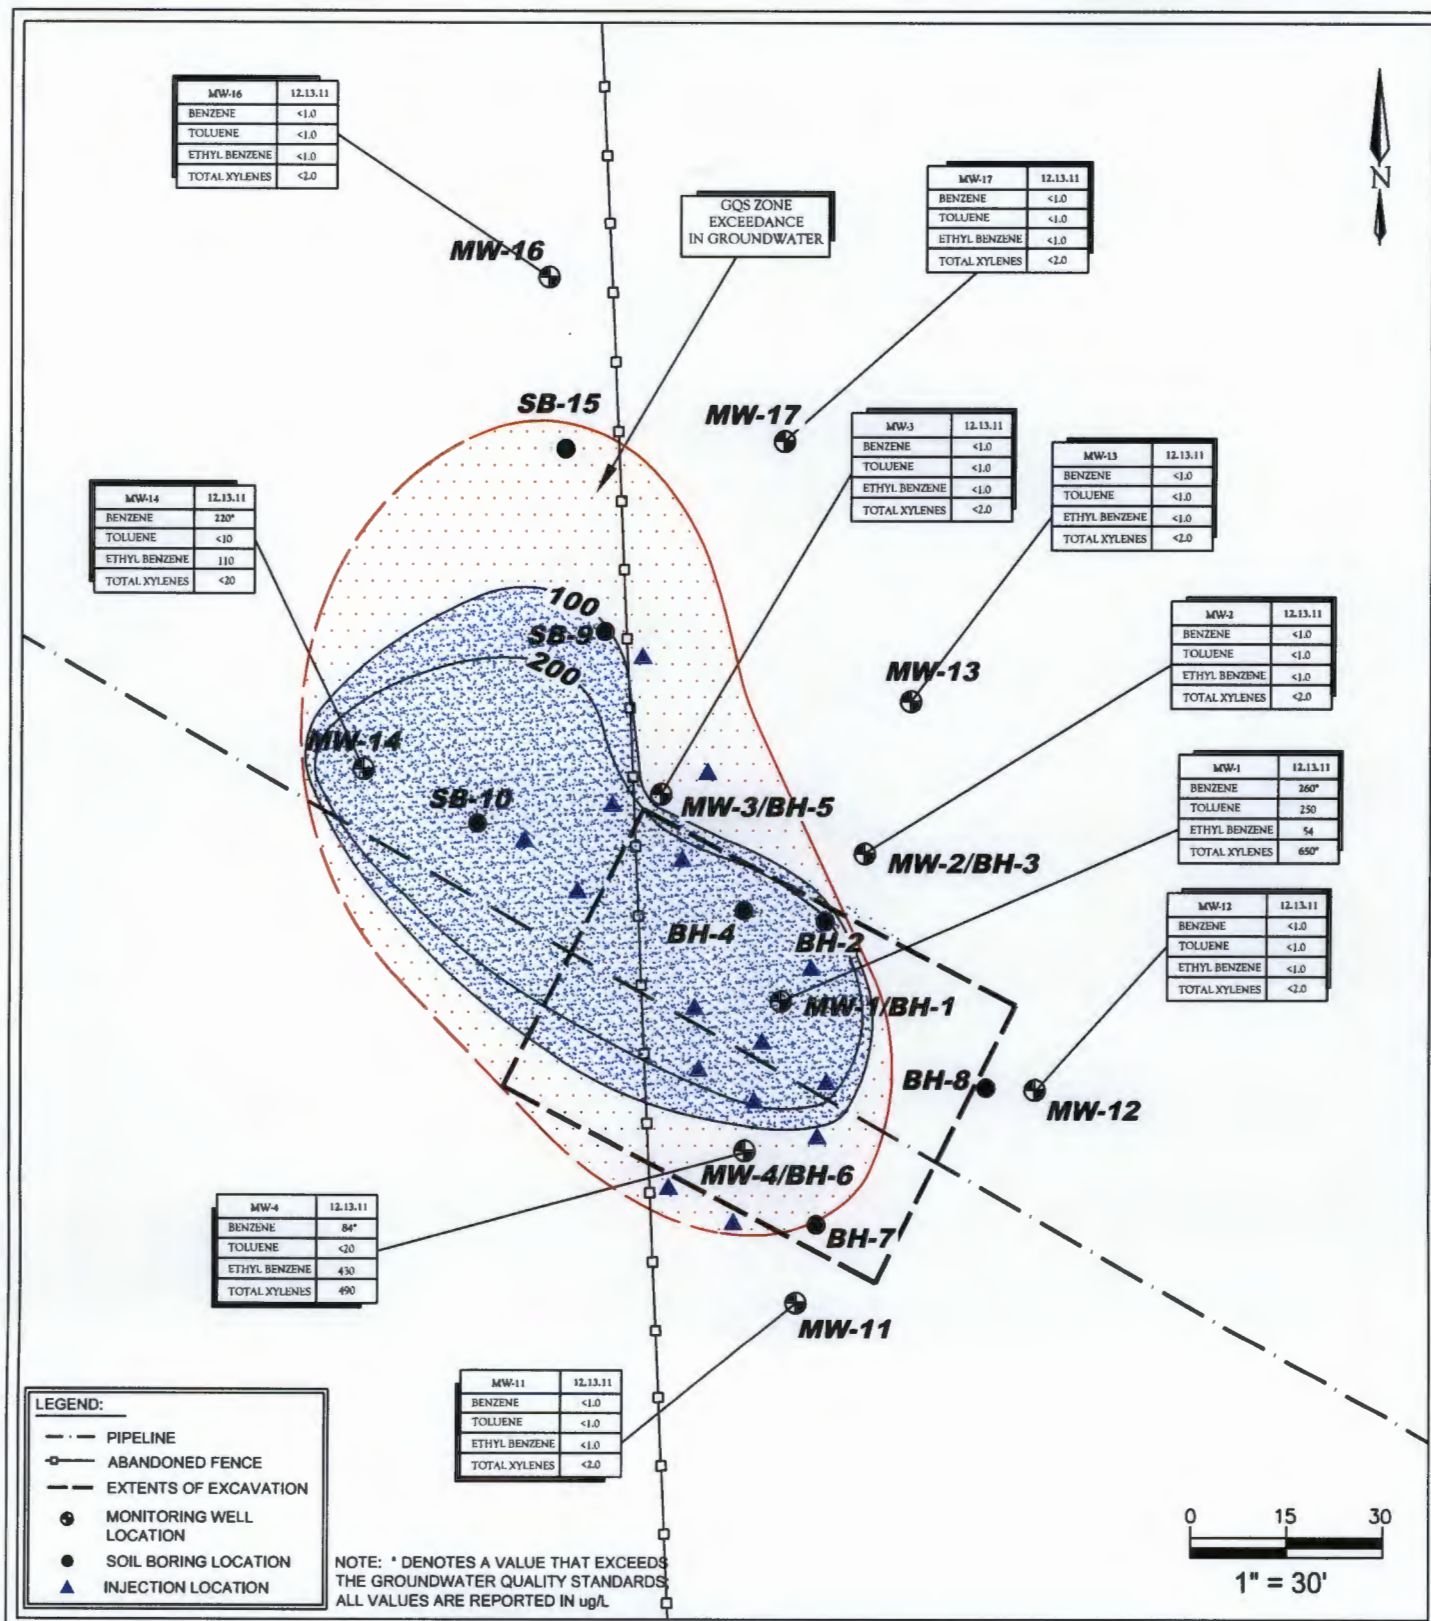 MW-16 12.13.11
BENZENE <1.0
TOLUENE <1.0
ETHYL BENZENE <1.0
TOTAL XYLENES <2.0
GQS ZONE
EXCEEDANCE
IN GROUNDWATER
MW-17 12.13.11
BENZENE <1.0
TOLUENE <1.0
ETHYL BENZENE <1.0
TOTAL XYLENES <2.0
N
MW-16
SB-15
MW-17
MW-3 12.13.11
BENZENE <1.0
TOLUENE <1.0
ETHYL BENZENE <1.0
TOTAL XYLENES <2.0
MW-13 12.13.11
BENZENE <1.0
TOLUENE <1.0
ETHYL BENZENE <1.0
TOTAL XYLENES <2.0
MW-14 12.13.11
BENZENE 220*
TOLUENE <10
ETHYL BENZENE 110
TOTAL XYLENES <20
100
SB-9
200
MW-2 12.13.11
BENZENE <1.0
TOLUENE <1.0
ETHYL BENZENE <1.0
TOTAL XYLENES <2.0
MW-13
MW-14
SB-10
MW-3/BH-5
MW-1 12.13.11
BENZENE 260*
TOLUENE 250
ETHYL BENZENE 54
TOTAL XYLENES 650*
MW-2/BH-3
BH-4
BH-2
MW-12 12.13.11
BENZENE <1.0
TOLUENE <1.0
ETHYL BENZENE <1.0
TOTAL XYLENES <2.0
MW-1/BH-1
BH-8
MW-12
MW-4/BH-6
MW-4 12.13.11
BENZENE 84*
TOLUENE <20
ETHYL BENZENE 430
TOTAL XYLENES 490
BH-7
MW-11
MW-11 12.13.11
BENZENE <1.0
TOLUENE <1.0
ETHYL BENZENE <1.0
TOTAL XYLENES <2.0
LEGEND:
PIPELINE
ABANDONED FENCE
EXTENTS OF EXCAVATION
MONITORING WELL
LOCATION
SOIL BORING LOCATION
INJECTION LOCATION
NOTE: * DENOTES A VALUE THAT EXCEEDS
THE GROUNDWATER QUALITY STANDARDS;
ALL VALUES ARE REPORTED IN ug/L
0 15 30
1" = 30'